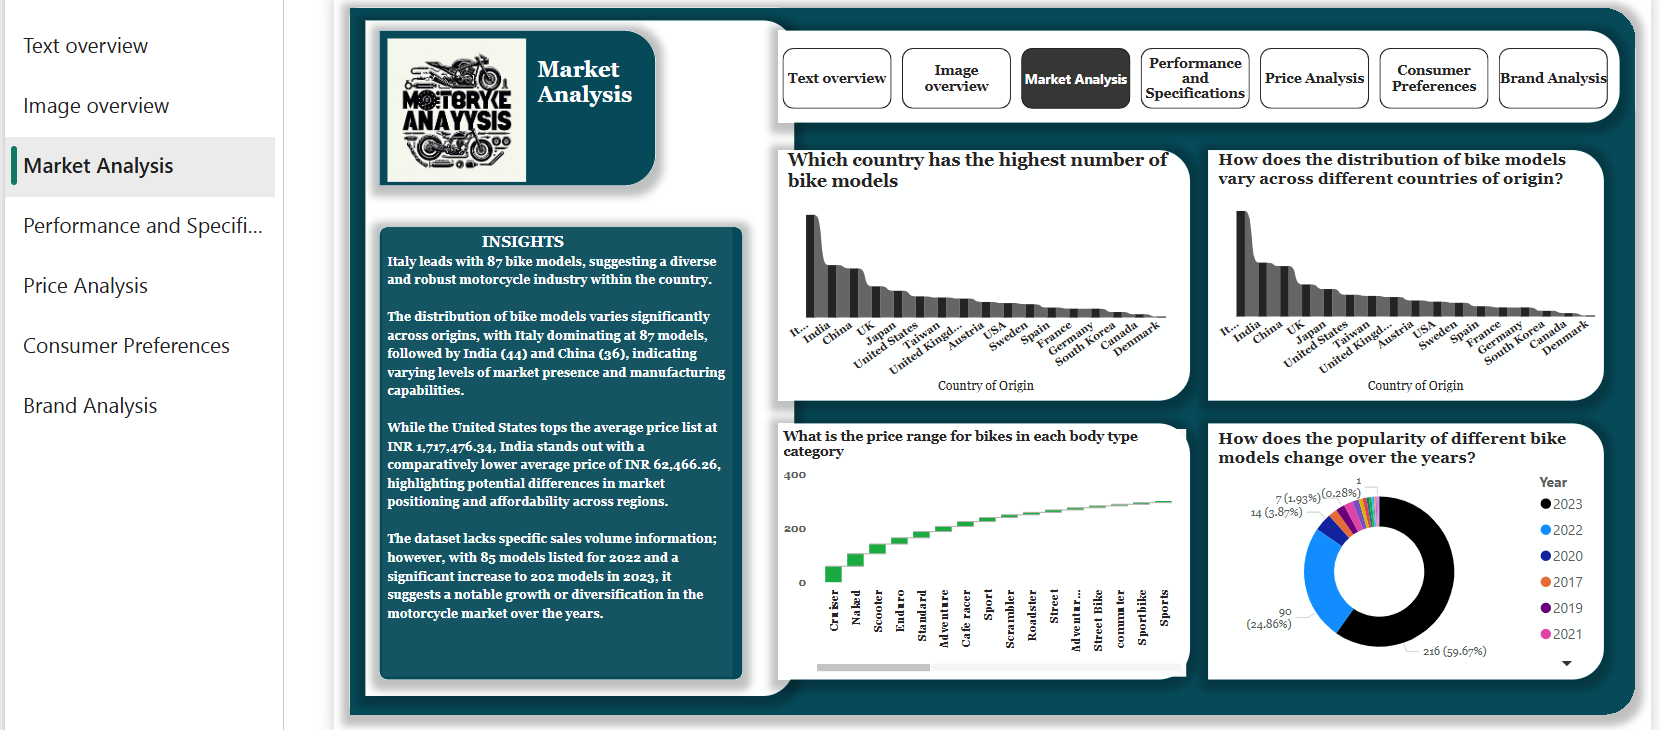 Text overview
Image overview
Market Analysis
Performance and Specifi...
Price Analysis
Consumer Preferences
Brand Analysis
MOTBRYKE
ANAYYSIS
Market
Analysis
Text overview
Image
overview
Market Analysis
Performance
and
Specifications
Price Analysis
Consumer
Preferences
Brand Analysis
INSIGHTS
Italy leads with 87 bike models, suggesting a diverse
and robust motorcycle industry within the country.
The distribution of bike models varies significantly
across origins, with Italy dominating at 87 models,
followed by India (44) and China (36), indicating
varying levels of market presence and manufacturing
capabilities.
While the United States tops the average price list at
INR 1,717,476.34, India stands out with a
comparatively lower average price of INR 62,466.26,
highlighting potential differences in market
positioning and affordability across regions.
The dataset lacks specific sales volume information;
however, with 85 models listed for 2022 and a
significant increase to 202 models in 2023, it
suggests a notable growth or diversification in the
motorcycle market over the years.
Which country has the highest number of
bike models
It...
India
China
UK
Japan
United States
Taiwan
United Kingd...
Austria
USA
Sweden
Spain
France
Germany
South Korea
Canada
Denmark
Country of Origin
How does the distribution of bike models
vary across different countries of origin?
It...
India
China
UK
Japan
United States
Taiwan
United Kingd...
Austria
USA
Sweden
Spain
France
Germany
South Korea
Canada
Denmark
Country of Origin
What is the price range for bikes in each body type
category
400
200
0
Cruiser
Naked
Scooter
Enduro
Standard
Adventure
Cafe racer
Sport
Scrambler
Roadster
Street
Adventur...
Street Bike
commuter
Sportbike
Sports
How does the popularity of different bike
models change over the years?
1
(0.28%)
7 (1.93%)
14 (3.87%)
90
(24.86%)
216 (59.67%)
Year
2023
2022
2020
2017
2019
2021